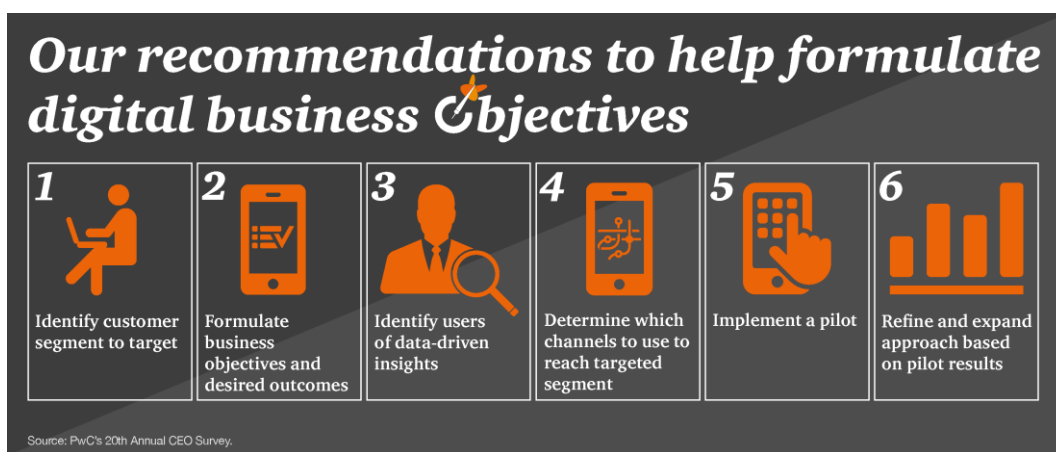 Our recommendations to help formulate
digital business Objectives
1
Identify customer
segment to target
2
Formulate
business
objectives and
desired outcomes
3
Identify users
of data-driven
insights
4
Determine which
channels to use to
reach targeted
segment
5
Implement a pilot
6
Refine and expand
approach based
on pilot results
Source: PwC's 20th Annual CEO Survey.